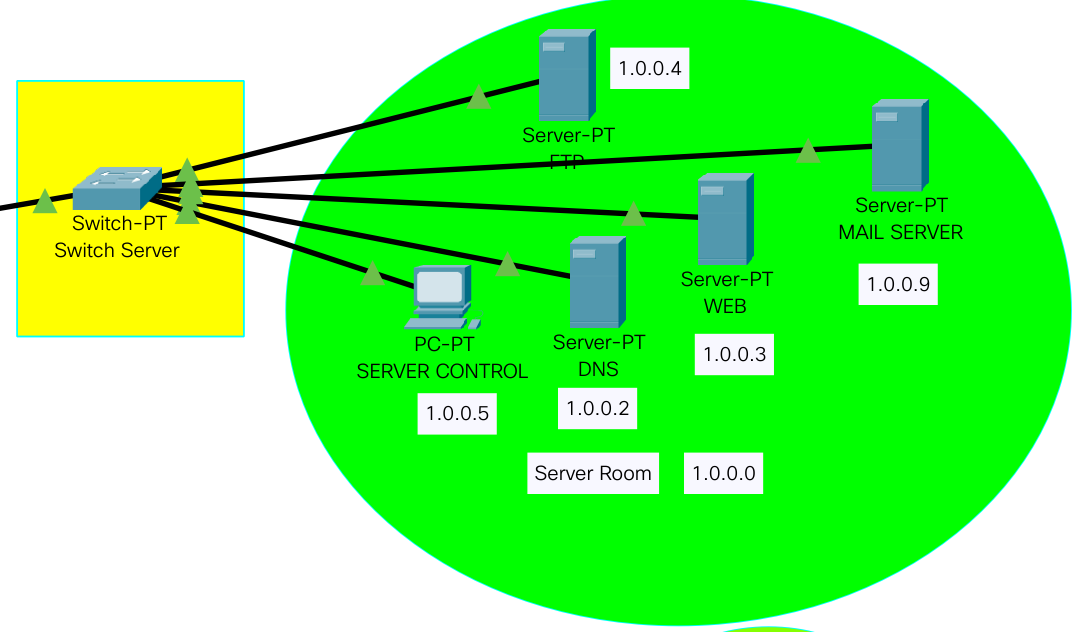 1.0.0.4
Server-PT
FTP
Server-PT
MAIL SERVER
1.0.0.9
Switch-PT
Switch Server
Server-PT
WEB
1.0.0.3
PC-PT
SERVER CONTROL
1.0.0.5
Server-PT
DNS
1.0.0.2
Server Room
1.0.0.0